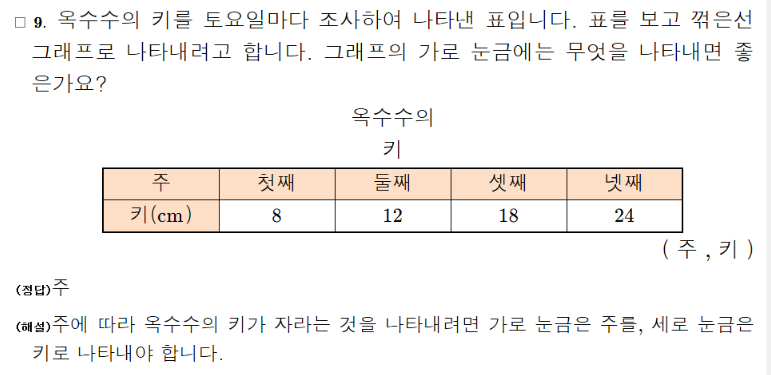 □ 9. 옥수수의 키를 토요일마다 조사하여 나타낸 표입니다. 표를 보고 꺾은선
그래프로 나타내려고 합니다. 그래프의 가로 눈금에는 무엇을 나타내면 좋
은가요?
옥수수의
키
주 첫째 둘째 셋째 넷째
키(cm) 8 12 18 24
( 주 , 키 )
(정답)주
(해설)주에 따라 옥수수의 키가 자라는 것을 나타내려면 가로 눈금은 주를, 세로 눈금은
키로 나타내야 합니다.